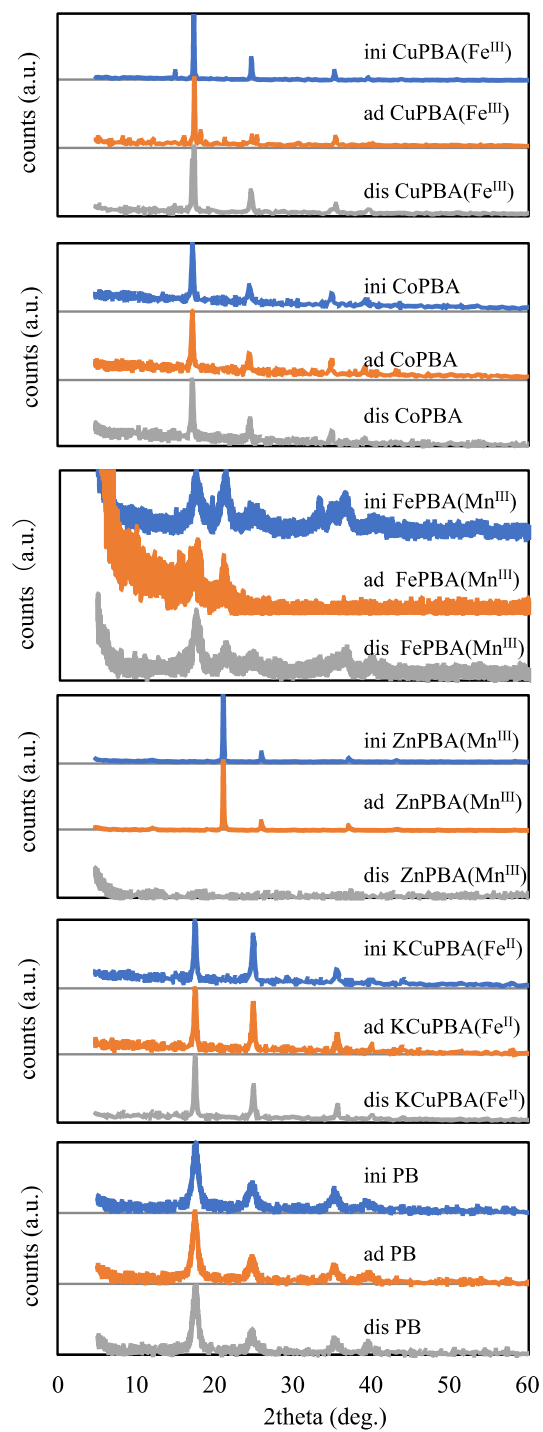 counts (a.u.)
ini CuPBA(Feᴵᴵᴵ)
ad CuPBA(Feᴵᴵᴵ)
dis CuPBA(Feᴵᴵᴵ)
counts (a.u.)
ini CoPBA
ad CoPBA
dis CoPBA
counts (a.u.)
ini FePBA(Mnᴵᴵᴵ)
ad FePBA(Mnᴵᴵᴵ)
dis FePBA(Mnᴵᴵᴵ)
counts (a.u.)
ini ZnPBA(Mnᴵᴵᴵ)
ad ZnPBA(Mnᴵᴵᴵ)
dis ZnPBA(Mnᴵᴵᴵ)
counts (a.u.)
ini KCuPBA(Feᴵᴵ)
ad KCuPBA(Feᴵᴵ)
dis KCuPBA(Feᴵᴵ)
counts (a.u.)
ini PB
ad PB
dis PB
0 10 20 30 40 50 60
2theta (deg.)